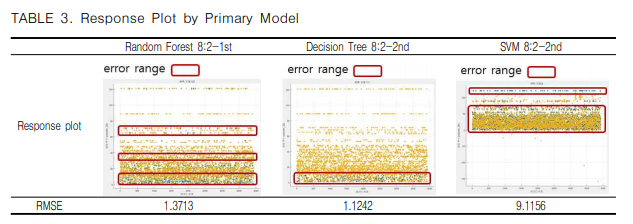 TABLE 3. Response Plot by Primary Model
Random Forest 8:2-1st Decision Tree 8:2-2nd SVM 8:2-2nd
error range error range error range
Response plot
RMSE 1.3713 1.1242 9.1156